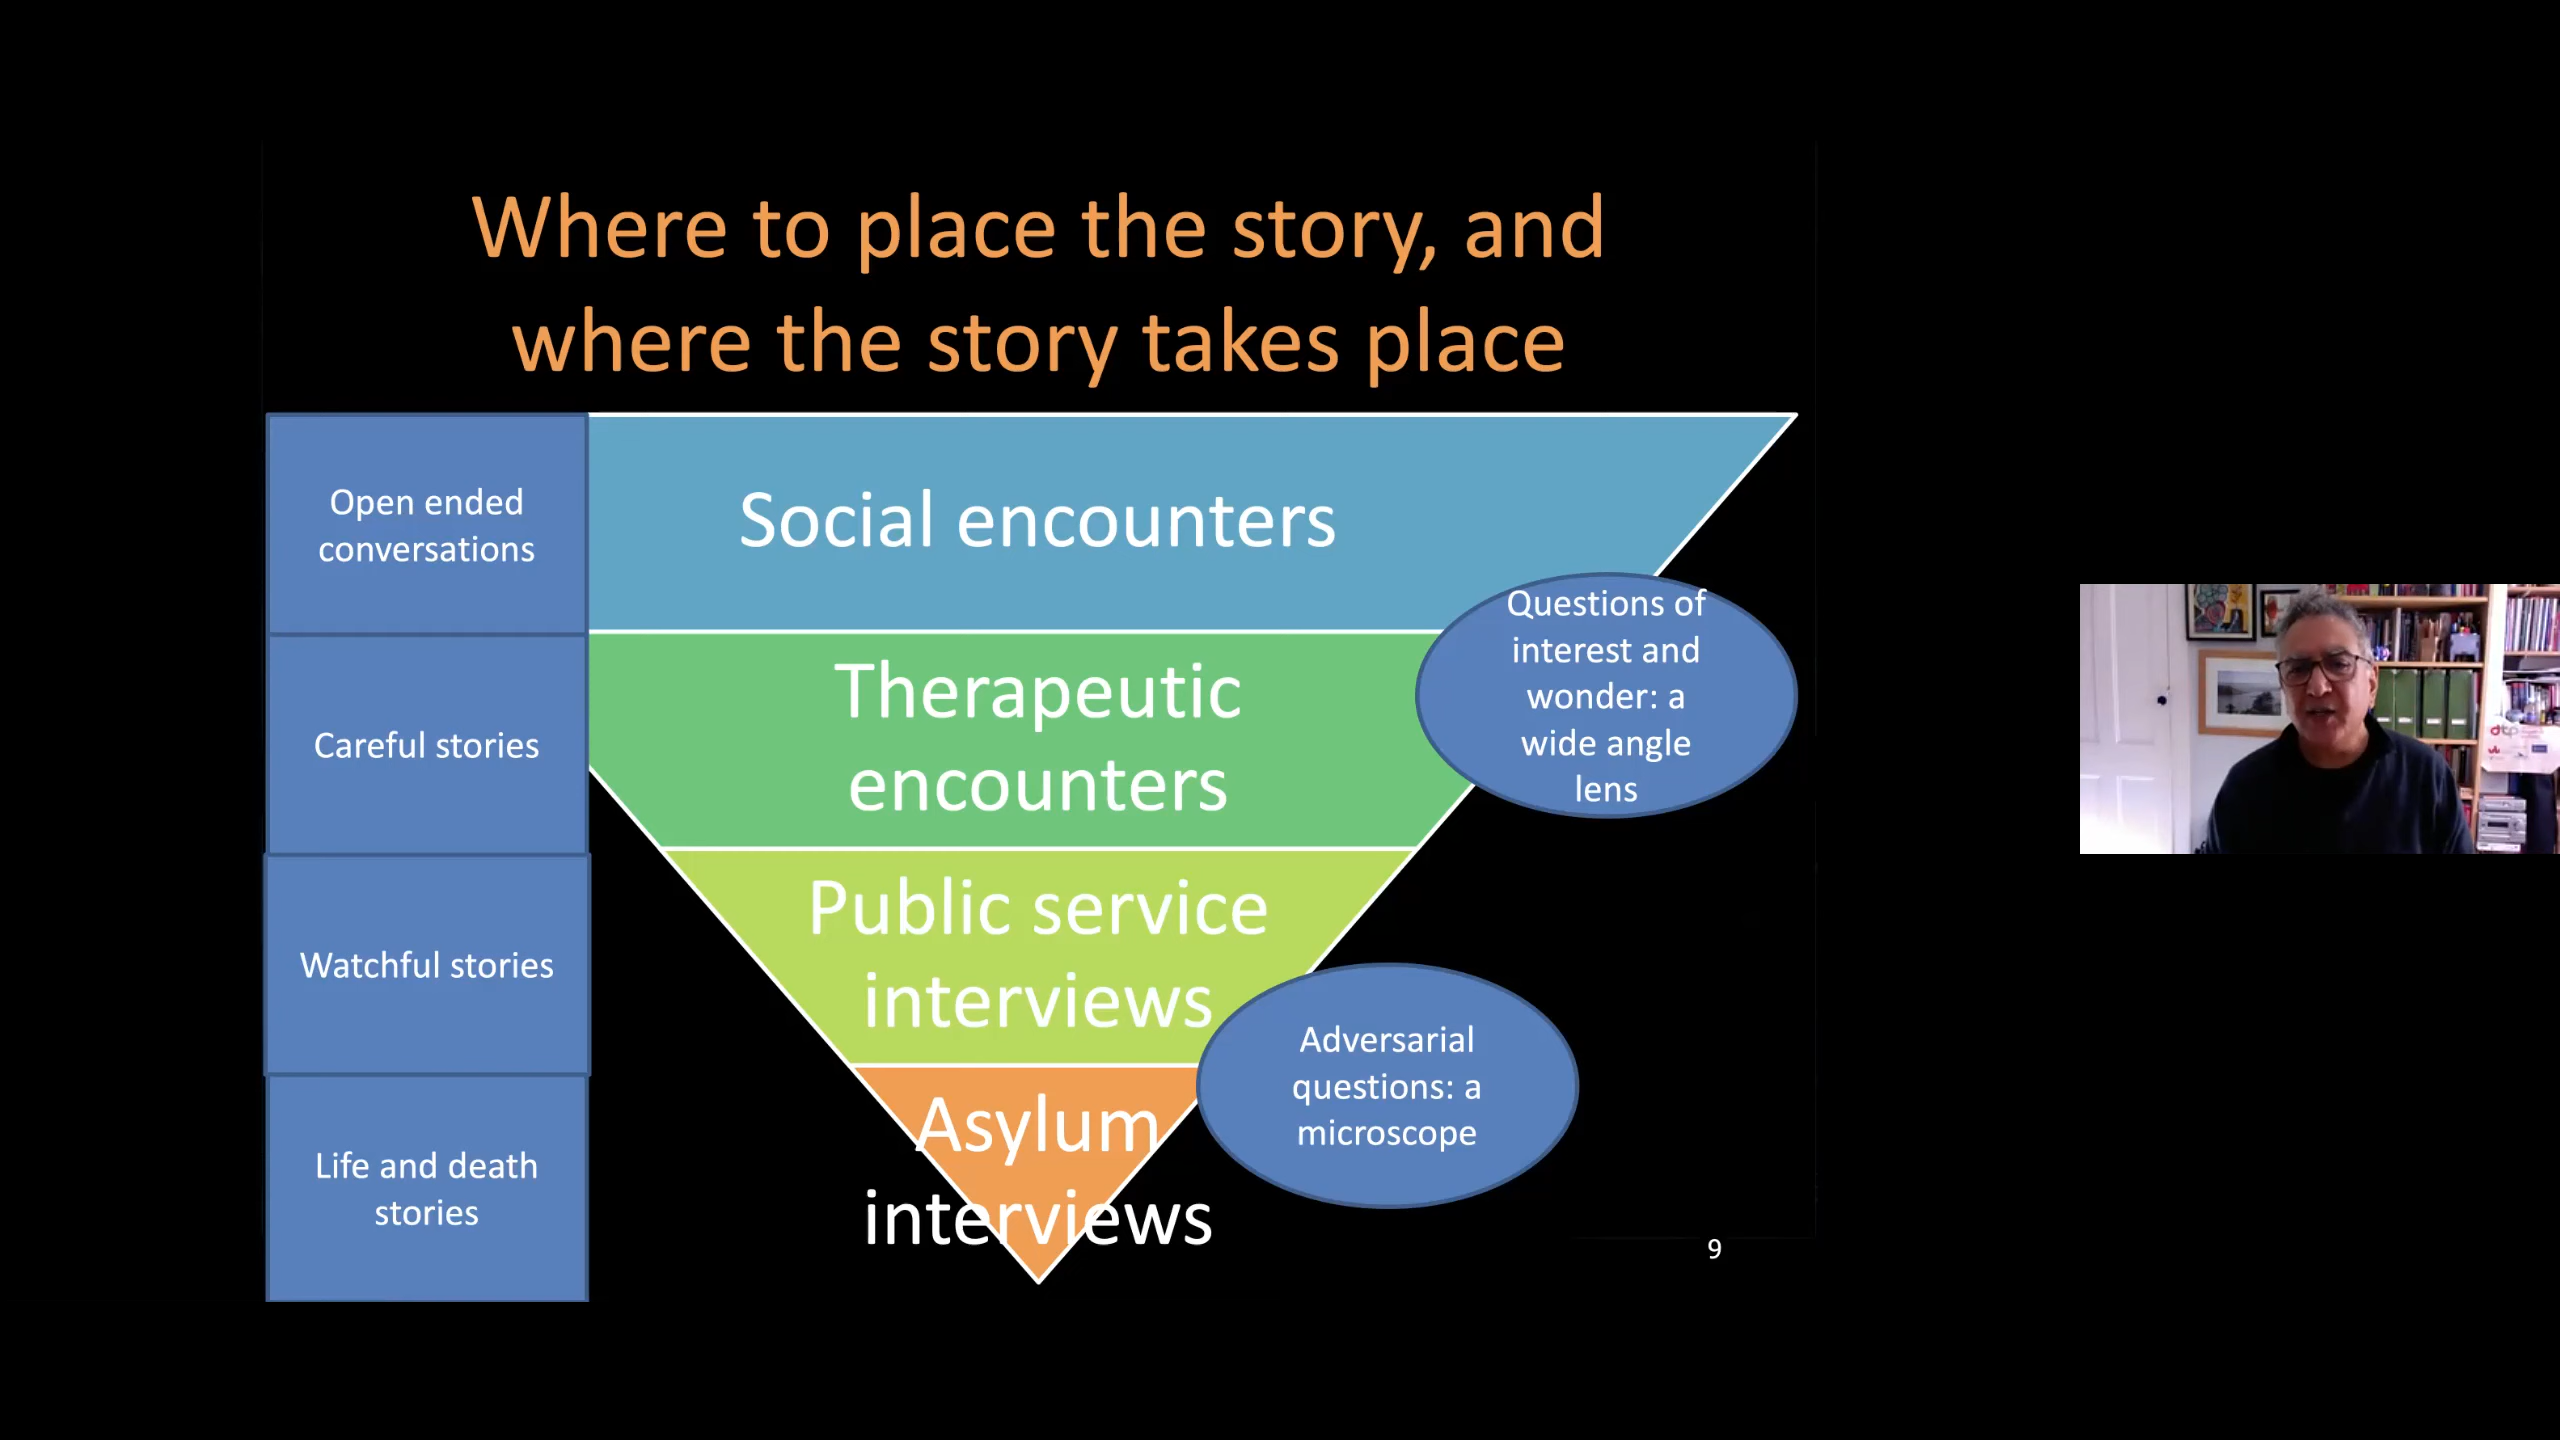 Where to place the story, and
where the story takes place
Open ended
conversations
Social encounters
Careful stories
Therapeutic
encounters
Questions of
interest and
wonder: a
wide angle
lens
Watchful stories
Public service
interviews
Life and death
stories
Asylum
interviews
Adversarial
questions: a
microscope
9
dtp